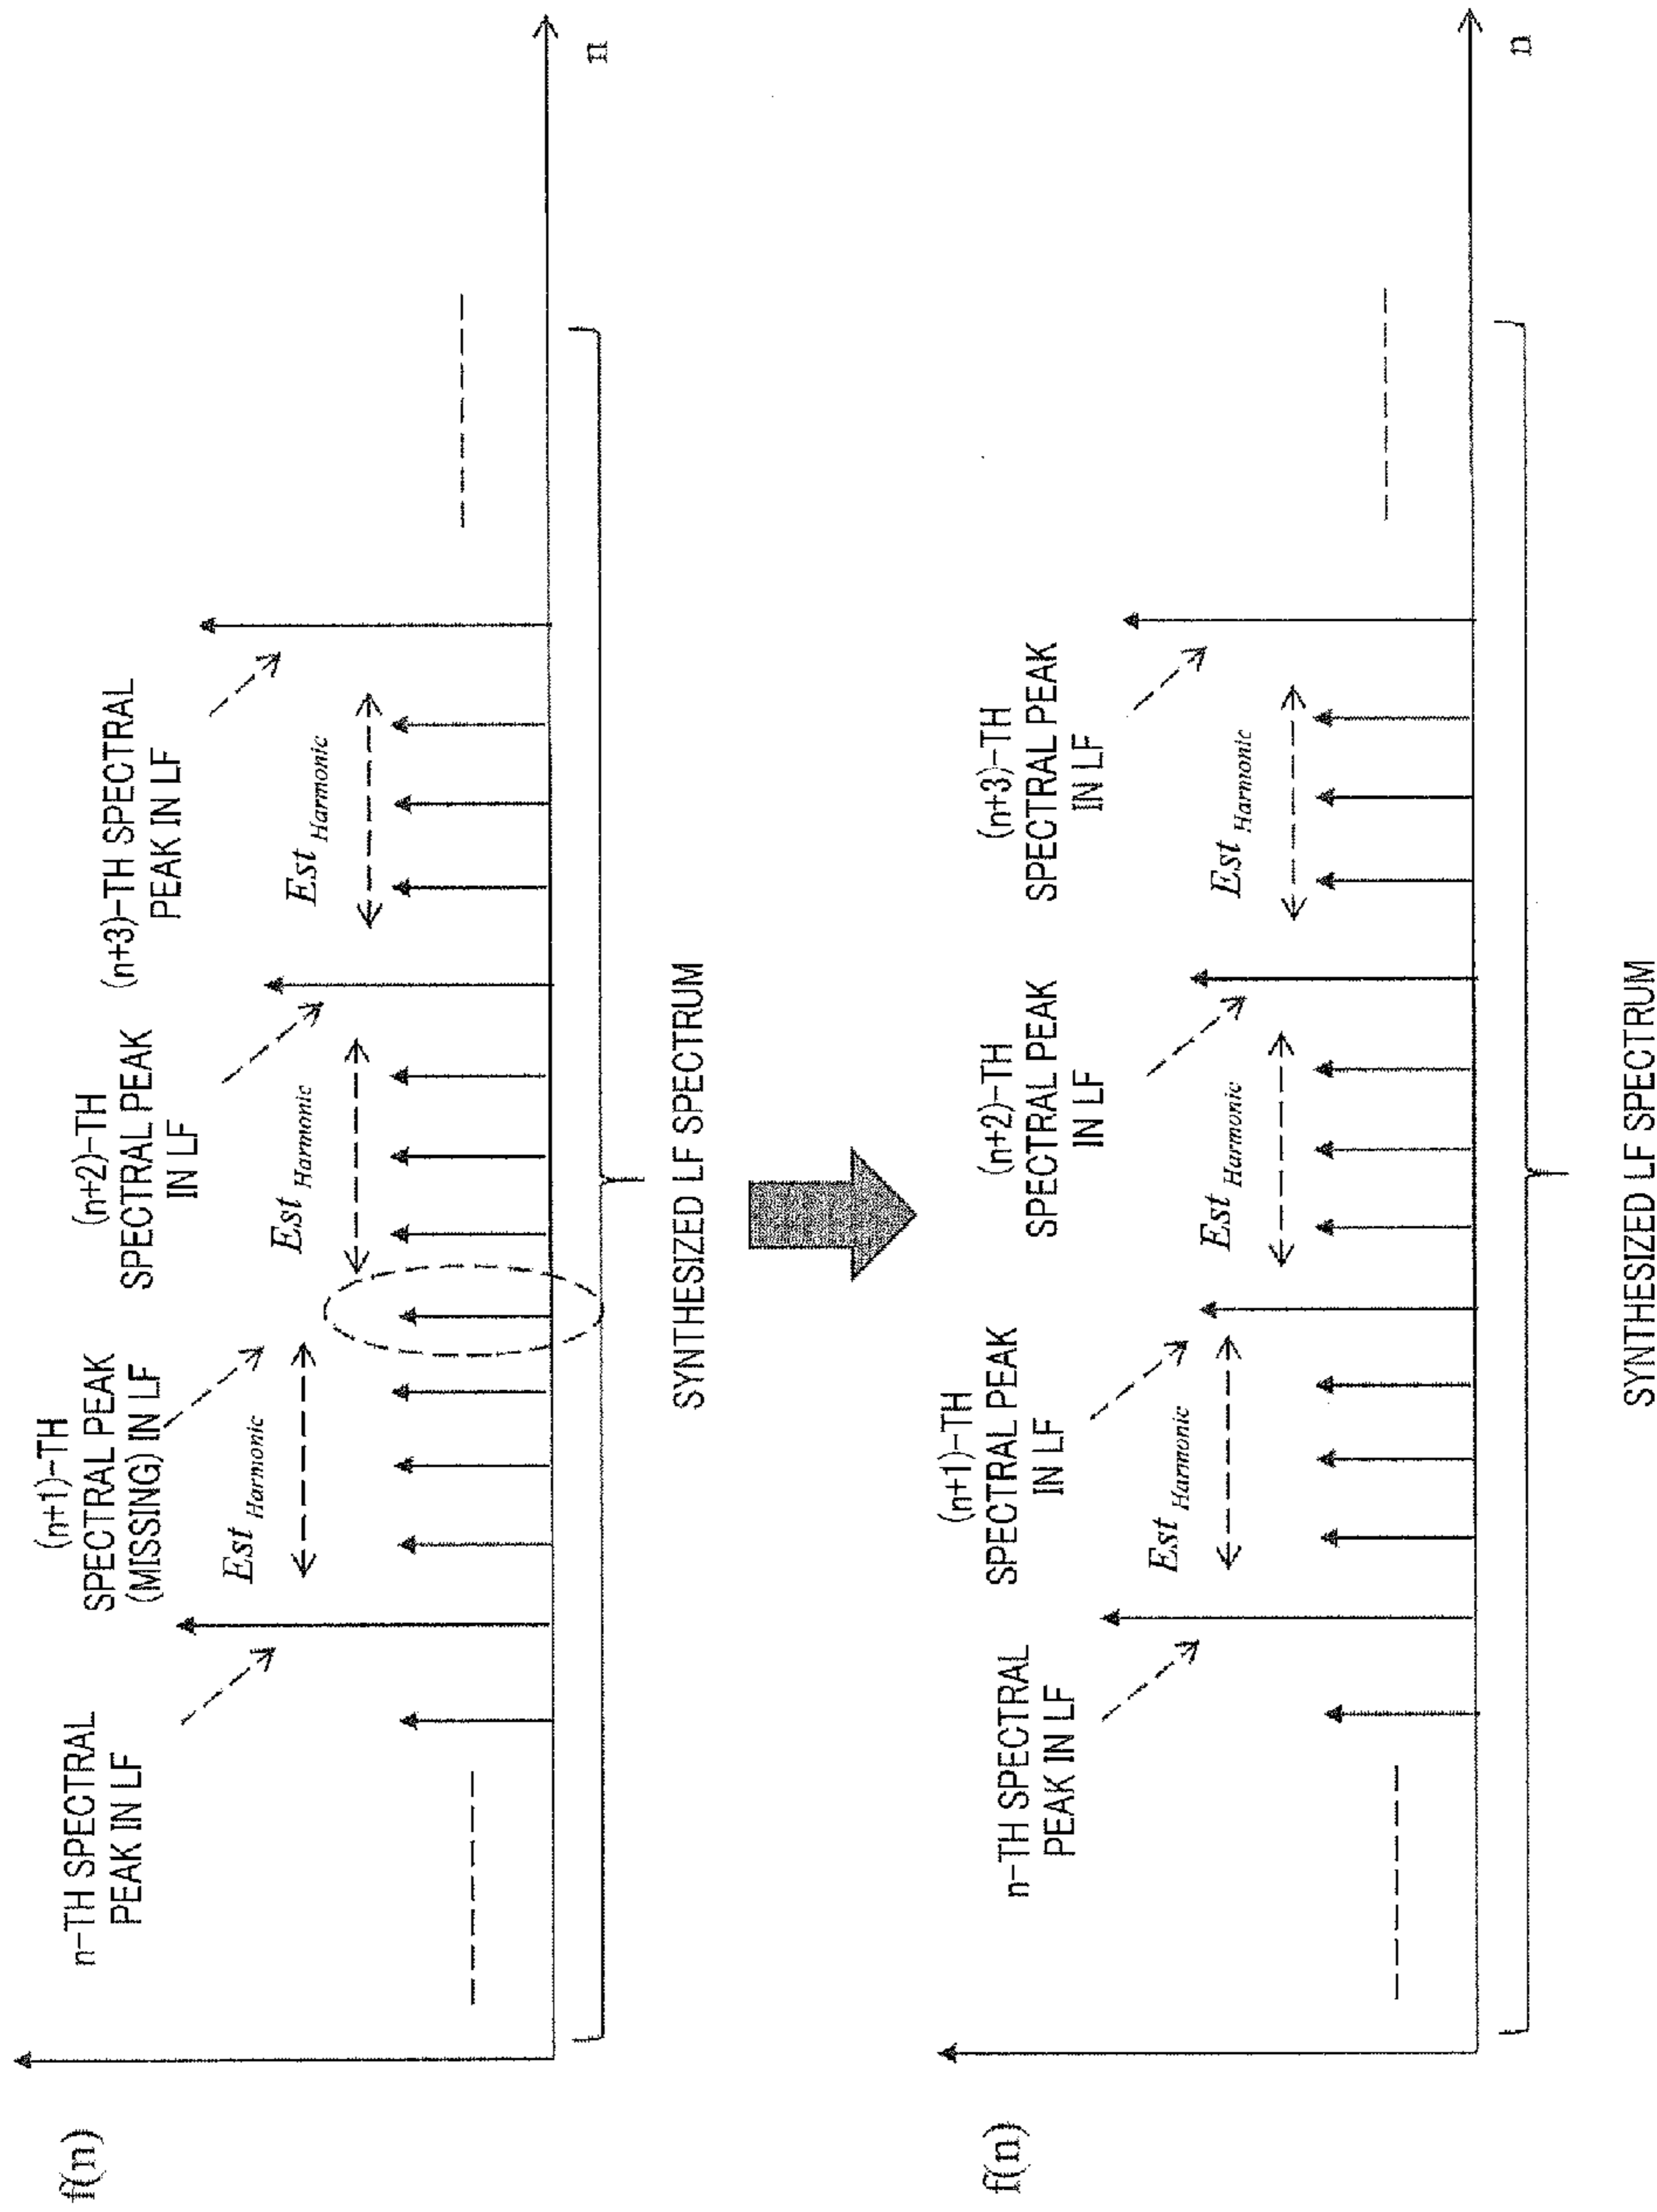 f(n)
n-TH SPECTRAL
PEAK IN LF
(n+1)-TH
SPECTRAL PEAK
(MISSING) IN LF
(n+2)-TH
SPECTRAL PEAK
IN LF
(n+3)-TH SPECTRAL
PEAK IN LF
Est Harmonic
Est Harmonic
Est Harmonic
n
SYNTHESIZED LF SPECTRUM
f(n)
n-TH SPECTRAL
PEAK IN LF
(n+1)-TH
SPECTRAL PEAK
IN LF
(n+2)-TH
SPECTRAL PEAK
IN LF
(n+3)-TH
SPECTRAL PEAK
IN LF
Est Harmonic
Est Harmonic
Est Harmonic
n
SYNTHESIZED LF SPECTRUM